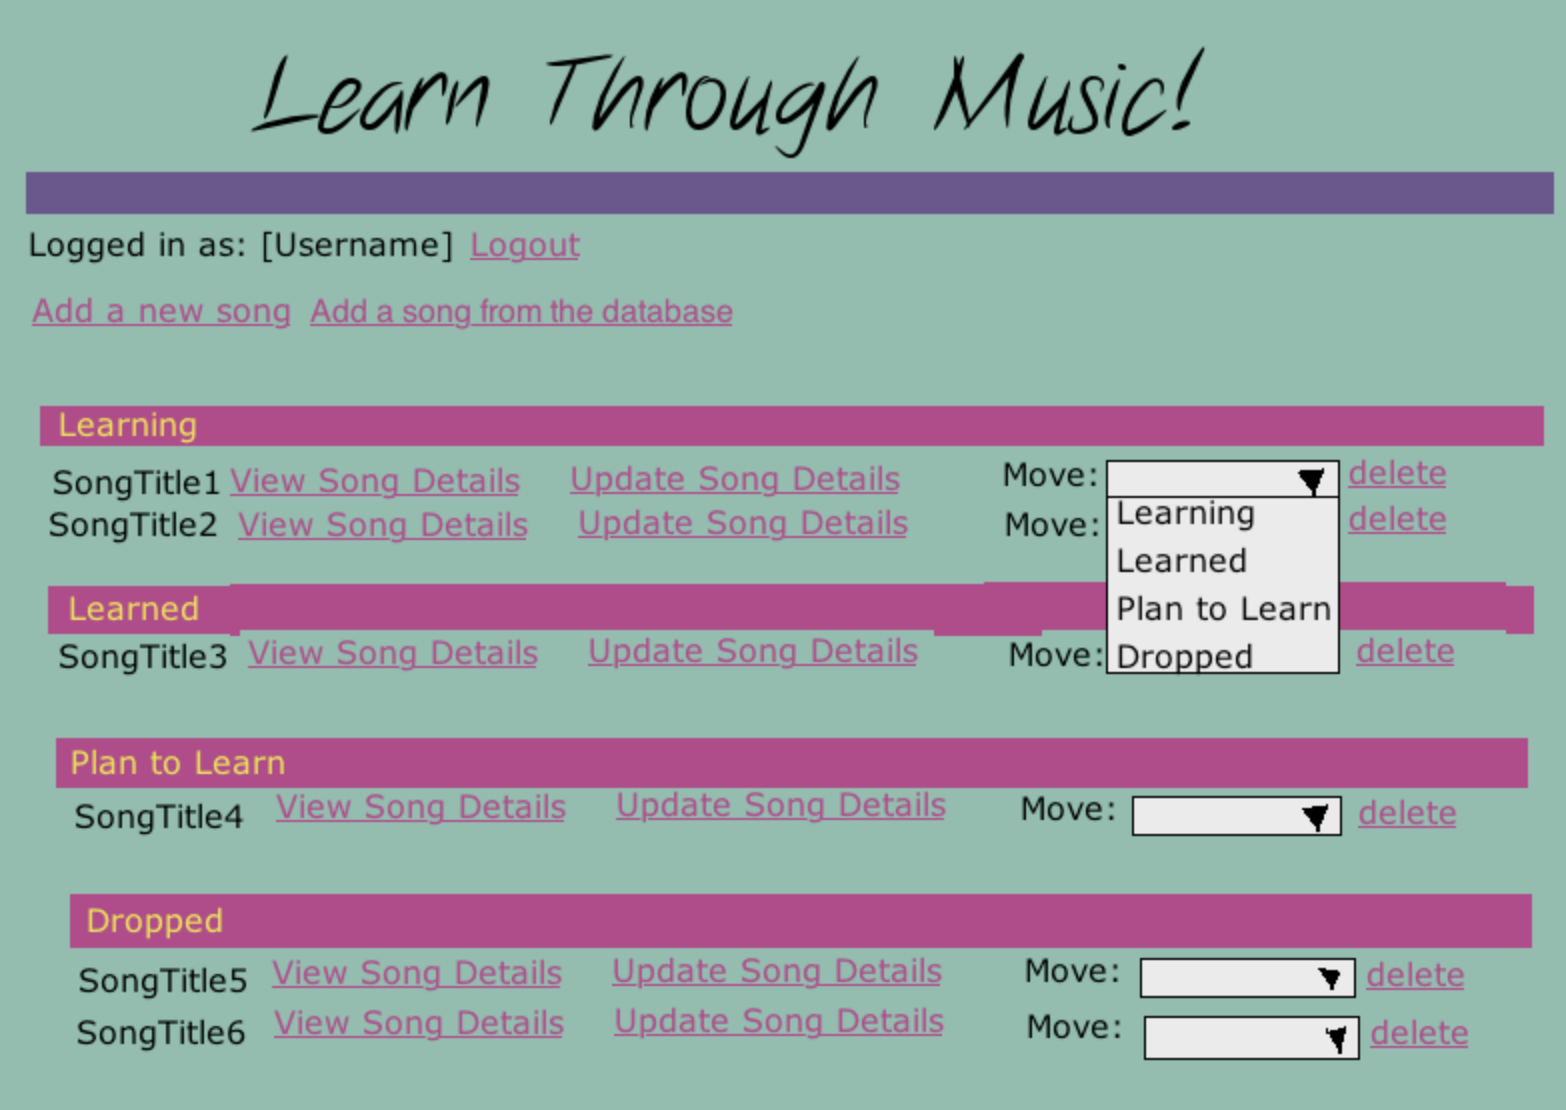 Learn Through Music!
Logged in as: [Username] Logout
Add a new song Add a song from the database
Learning
SongTitle1 View Song Details Update Song Details Move: delete
SongTitle2 View Song Details Update Song Details Move: delete
Learning
Learned
Plan to Learn
Dropped
Learned
SongTitle3 View Song Details Update Song Details Move: delete
Plan to Learn
SongTitle4 View Song Details Update Song Details Move: delete
Dropped
SongTitle5 View Song Details Update Song Details Move: delete
SongTitle6 View Song Details Update Song Details Move: delete